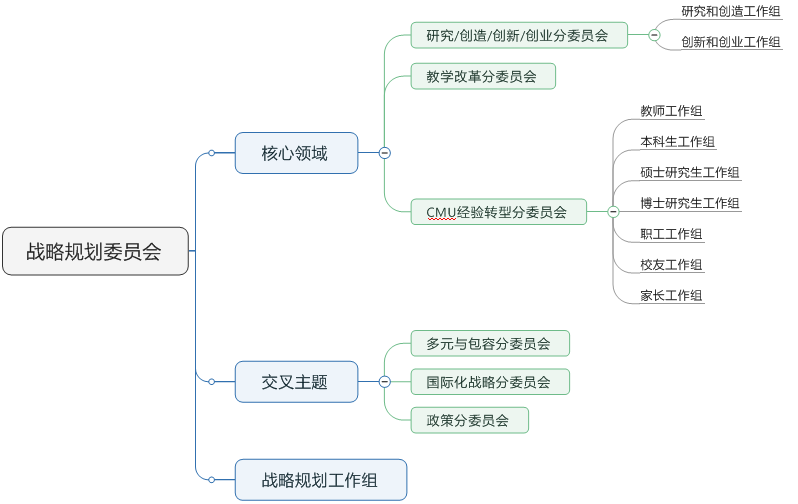 战略规划委员会
核心领域
研究/创造/创新/创业分委员会
研究和创造工作组
创新和创业工作组
教学改革分委员会
CMU经验转型分委员会
教师工作组
本科生工作组
硕士研究生工作组
博士研究生工作组
职工工作组
校友工作组
家长工作组
交叉主题
多元与包容分委员会
国际化战略分委员会
政策分委员会
战略规划工作组